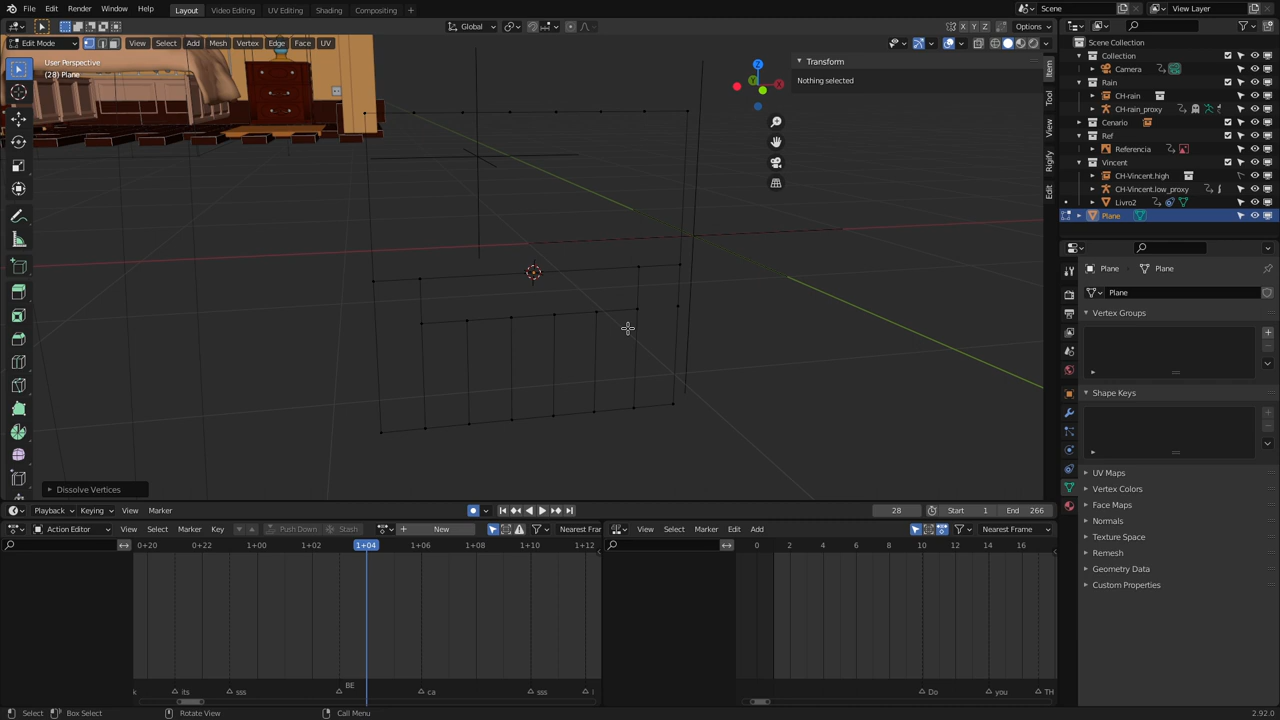 File Edit Render Window Help Layout Video Editing UV Editing Shading Compositing + Scene View Layer
Global Options
Edit Mode View Select Add Mesh Vertex Edge Face UV
User Perspective
(28) Plane
Transform
Nothing selected
Item
Tool
View
Rigify
Edit
X Y Z
Z
X
Y
Dissolve Vertices
Scene Collection
Collection
Camera
Rain
CH-rain
CH-rain_proxy
Cenario
Ref
Referencia
Vincent
CH-Vincent.high
CH-Vincent.low_proxy
Livro2
Plane
Plane Plane
Plane
Vertex Groups
Shape Keys
UV Maps
Vertex Colors
Face Maps
Normals
Texture Space
Remesh
Geometry Data
Custom Properties
Playback Keying View Marker 28 Start 1 End 266
Action Editor View Select Marker Key Push Down Stash New Nearest Fran
View Select Marker Edit Add Nearest Frame
0+20 0+22 1+00 1+02 1+04 1+06 1+08 1+10 1+12
0 2 4 6 8 10 12 14 16
k its sss BE ca sss
Do you TH
Select Box Select Rotate View Call Menu 2.92.0